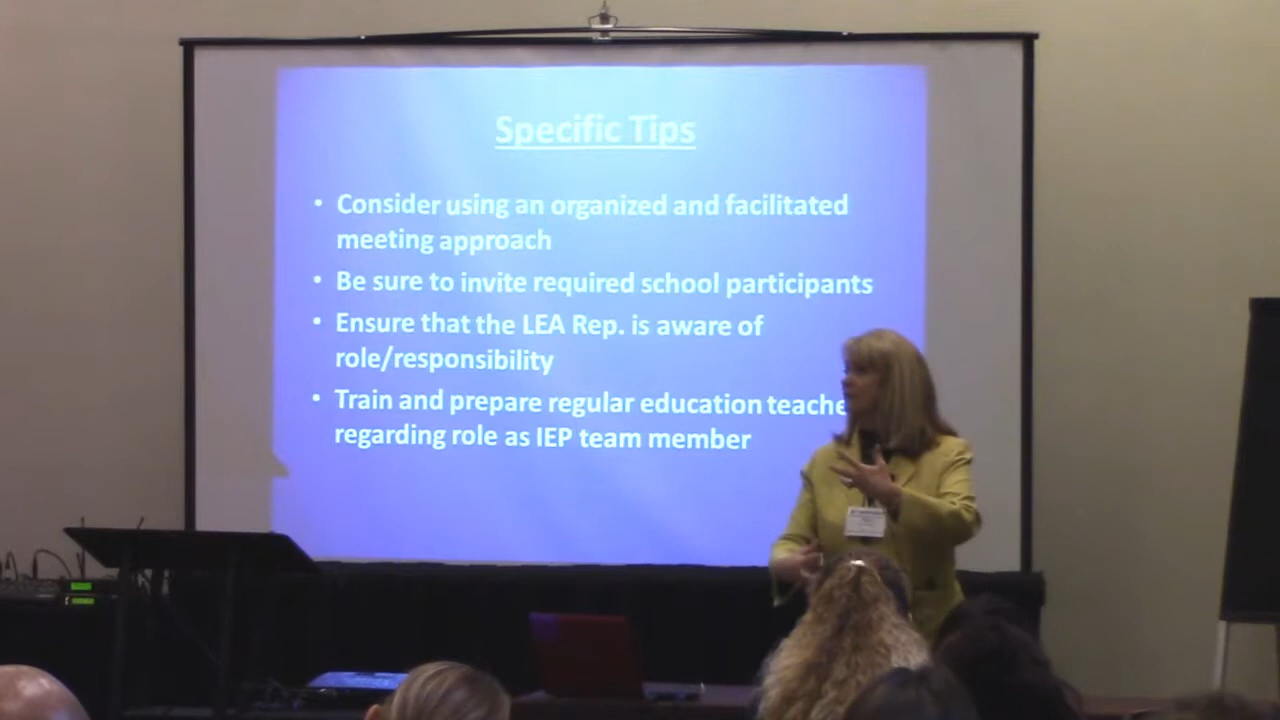 Specific Tips
• Consider using an organized and facilitated
meeting approach
• Be sure to invite required school participants
• Ensure that the LEA Rep. is aware of
role/responsibility
• Train and prepare regular education teache
regarding role as IEP team member